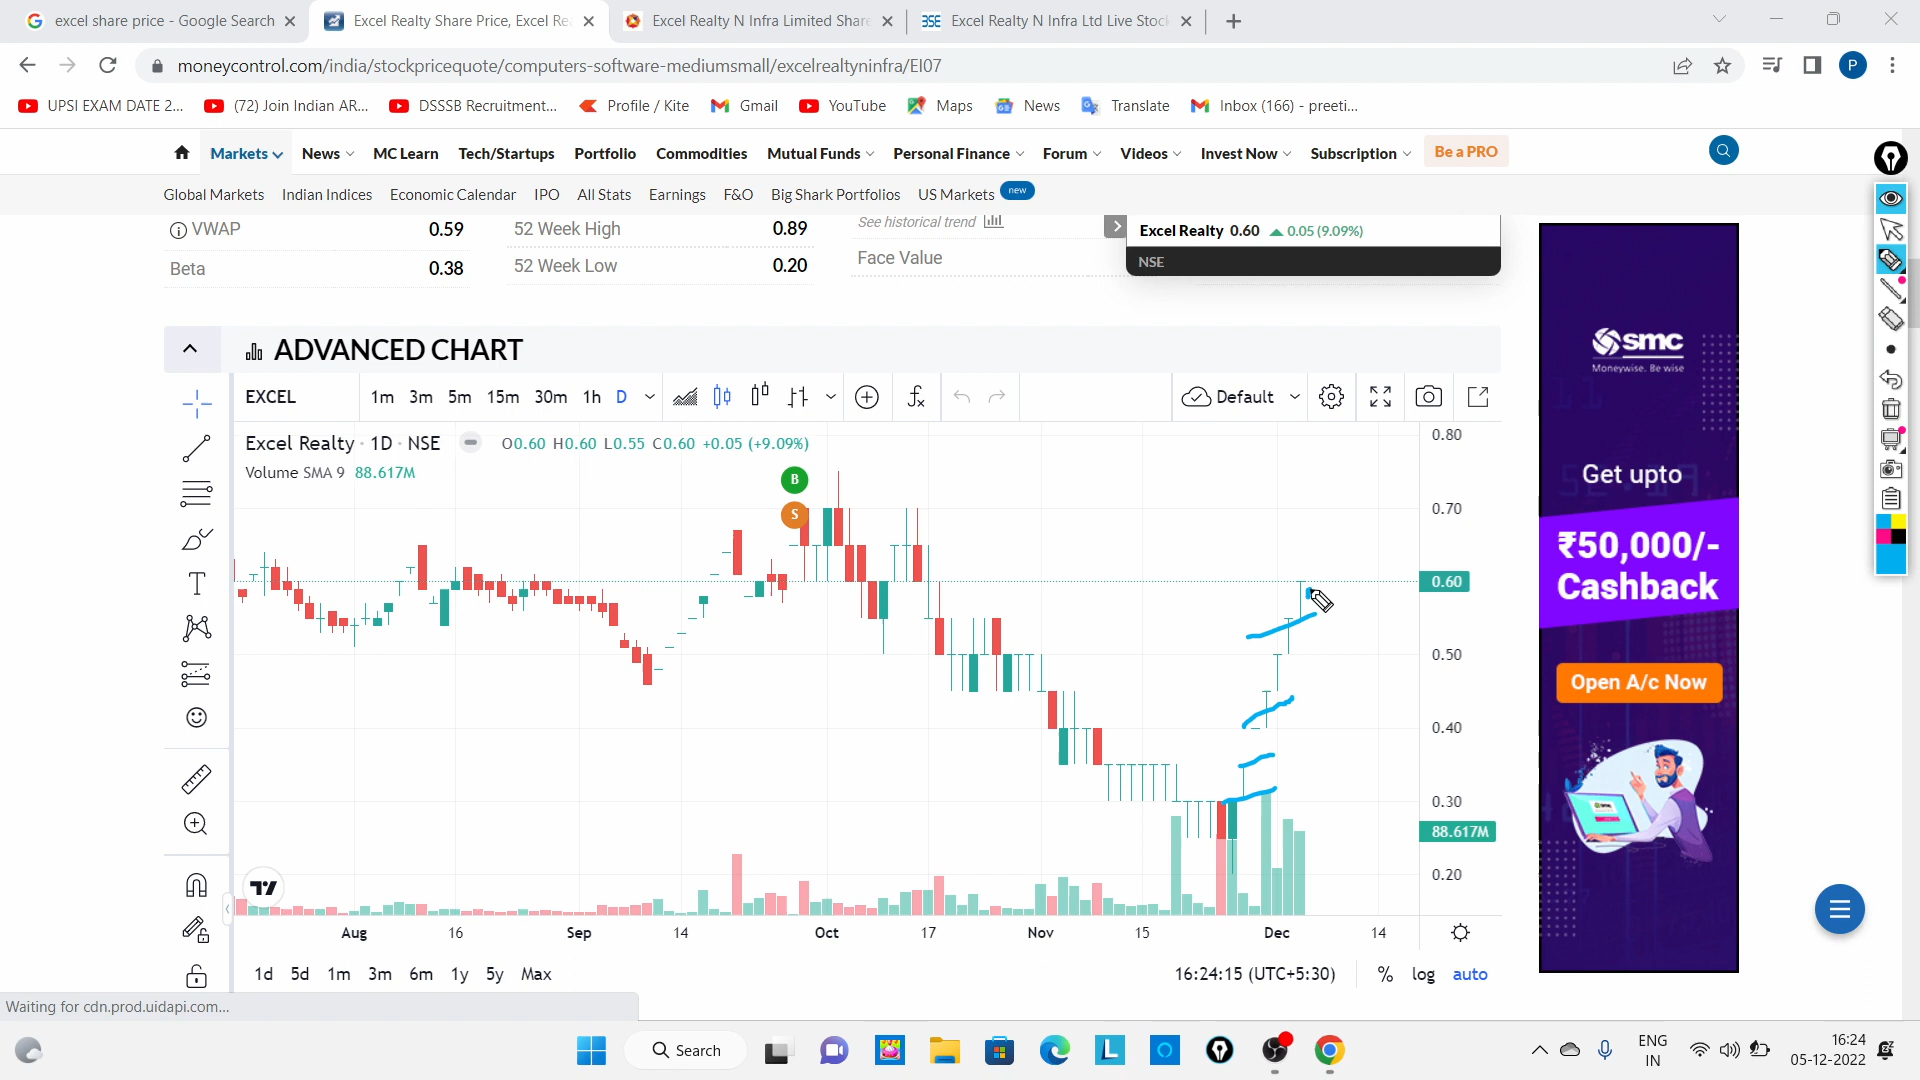 excel share price - Google Search
Excel Realty Share Price, Excel Re
Excel Realty N Infra Limited Share
BSE Excel Realty N Infra Ltd Live Stoc
moneycontrol.com/india/stockpricequote/computers-software-mediumsmall/excelrealtyninfra/EI07
P
UPSI EXAM DATE 2...
(72) Join Indian AR...
DSSSB Recruitment...
Profile / Kite
Gmail
YouTube
Maps
News
Translate
Inbox (166) - preeti...
Markets
News
MC Learn
Tech/Startups
Portfolio
Commodities
Mutual Funds
Personal Finance
Forum
Videos
Invest Now
Subscription
Be a PRO
Global Markets
Indian Indices
Economic Calendar
IPO
All Stats
Earnings
F&O
Big Shark Portfolios
US Markets
new
VWAP 0.59
52 Week High 0.89
See historical trend
Excel Realty 0.60 0.05 (9.09%)
NSE
Beta 0.38
52 Week Low 0.20
Face Value
ADVANCED CHART
EXCEL
1m 3m 5m 15m 30m 1h D
Default
Excel Realty · 1D · NSE
O0.60 H0.60 L0.55 C0.60 +0.05 (+9.09%)
Volume SMA 9 88.617M
B
S
0.80
0.70
0.60
0.50
0.40
0.30
88.617M
0.20
Aug 16 Sep 14 Oct 17 Nov 15 Dec 14
1d 5d 1m 3m 6m 1y 5y Max
16:24:15 (UTC+5:30)
% log auto
smc
Moneywise. Be wise
Get upto
₹50,000/-
Cashback
Open A/c Now
Waiting for cdn.prod.uidapi.com...
Search
ENG
IN
16:24
05-12-2022